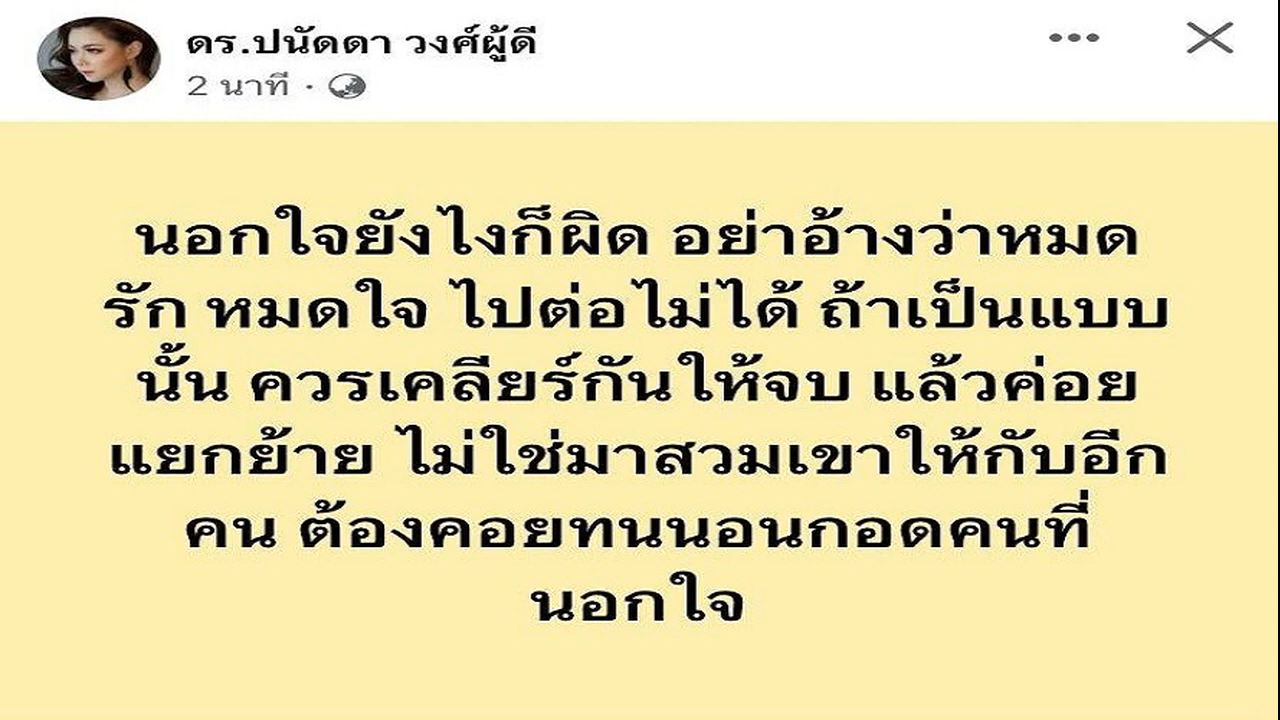 ดร.ปนัดดา วงศ์ผู้ดี
2 นาที ·
นอกใจยังไงก็ผิด อย่าอ้างว่าหมด
รัก หมดใจ ไปต่อไม่ได้ ถ้าเป็นแบบ
นั้น ควรเคลียร์กันให้จบ แล้วค่อย
แยกย้าย ไม่ใช่มาสวมเขาให้กับอีก
คน ต้องคอยทนนอนกอดคนที่
นอกใจ